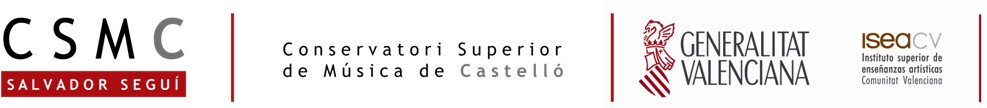 CSMC
SALVADOR SEGUÍ
Conservatori Superior
de Música de Castelló
GENERALITAT
VALENCIANA
iseacv
Instituto superior de
enseñanzas artísticas
Comunitat Valenciana